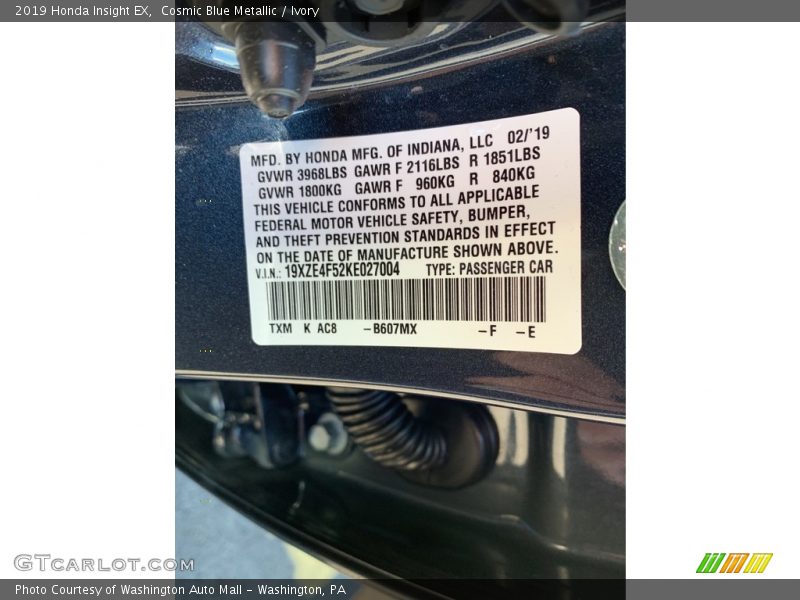 2019 Honda Insight EX,  Cosmic Blue Metallic / Ivory
MFD. BY HONDA MFG. OF INDIANA, LLC 02/'19
GVWR 3968LBS GAWR F 2116LBS R 1851LBS
GVWR 1800KG GAWR F 960KG R 840KG
THIS VEHICLE CONFORMS TO ALL APPLICABLE
FEDERAL MOTOR VEHICLE SAFETY, BUMPER,
AND THEFT PREVENTION STANDARDS IN EFFECT
ON THE DATE OF MANUFACTURE SHOWN ABOVE.
V.I.N.: 19XZE4F52KE027004 TYPE: PASSENGER CAR
TXM K AC8 -B607MX -F -E
GTCarlot.com
Photo Courtesy of Washington Auto Mall - Washington, PA